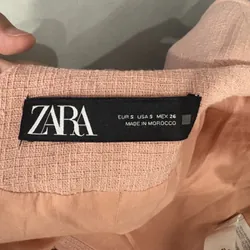 ZARA
EUR S USA S MEX 26
MADE IN MOROCCO